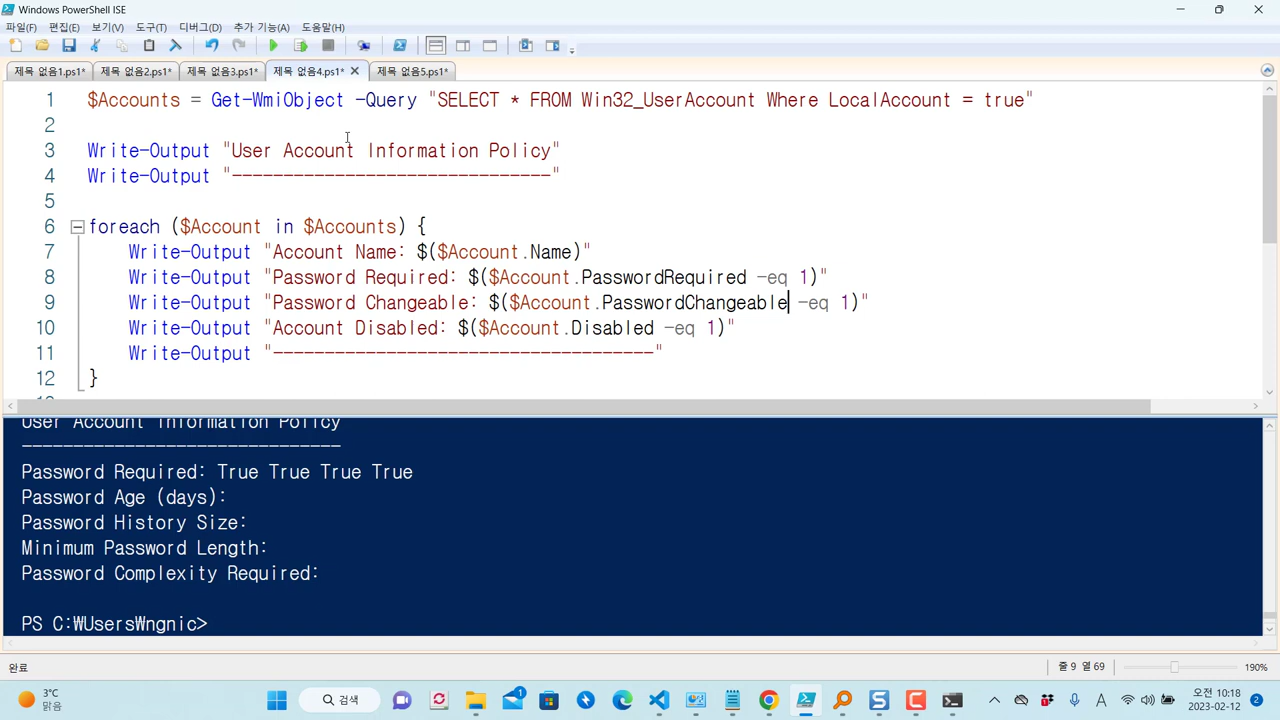 Windows PowerShell ISE
파일(F) 편집(E) 보기(V) 도구(T) 디버그(D) 추가 기능(A) 도움말(H)
제목 없음1.ps1* 제목 없음2.ps1* 제목 없음3.ps1* 제목 없음4.ps1* 제목 없음5.ps1*
1 $Accounts = Get-WmiObject -Query "SELECT * FROM Win32_UserAccount Where LocalAccount = true"
2
3 Write-Output "User Account Information Policy"
4 Write-Output "-------------------------------"
5
6 foreach ($Account in $Accounts) {
7 Write-Output "Account Name: $($Account.Name)"
8 Write-Output "Password Required: $($Account.PasswordRequired -eq 1)"
9 Write-Output "Password Changeable: $($Account.PasswordChangeable -eq 1)"
10 Write-Output "Account Disabled: $($Account.Disabled -eq 1)"
11 Write-Output "-------------------------------------"
12 }
User Account Information Policy
-------------------------------
Password Required: True True True True
Password Age (days):
Password History Size:
Minimum Password Length:
Password Complexity Required:
PS C:₩Users₩ngnic>
완료 줄 9 열 69 190%
3°C
맑음
검색
1
A
오전 10:18
2023-02-12
2